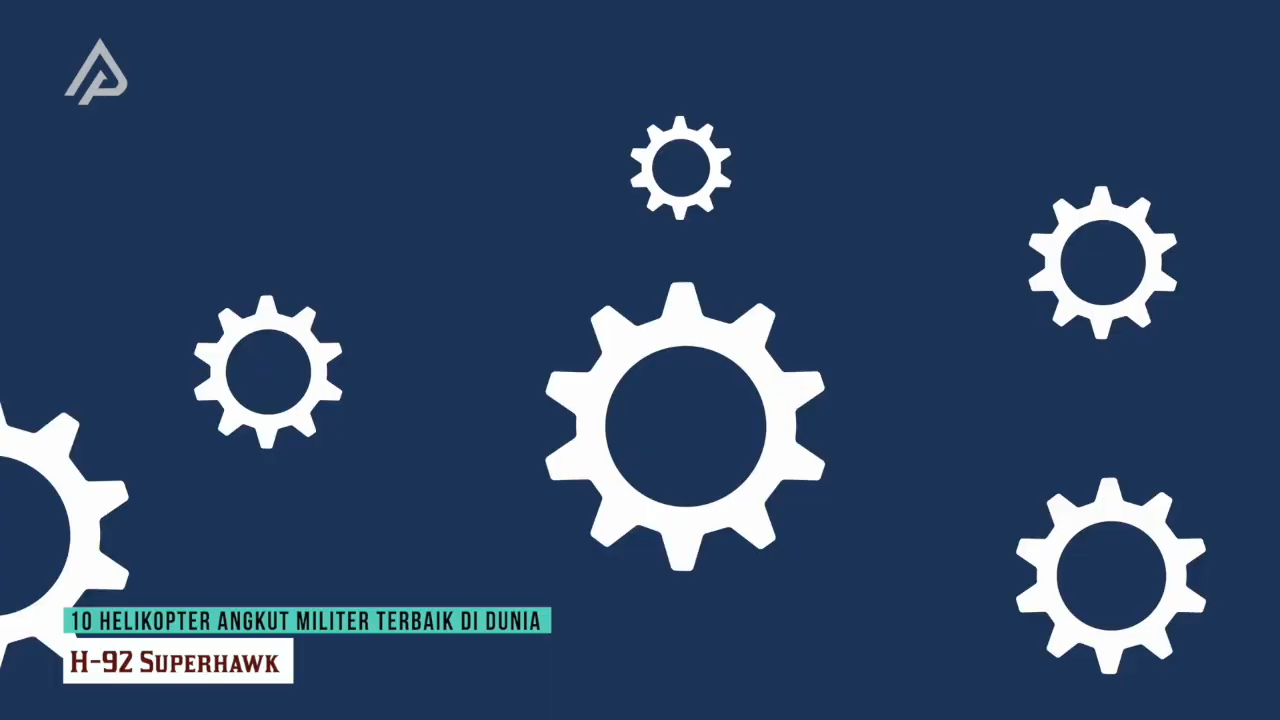 10 HELIKOPTER ANGKUT MILITER TERBAIK DI DUNIA
H-92 SUPERHAWK